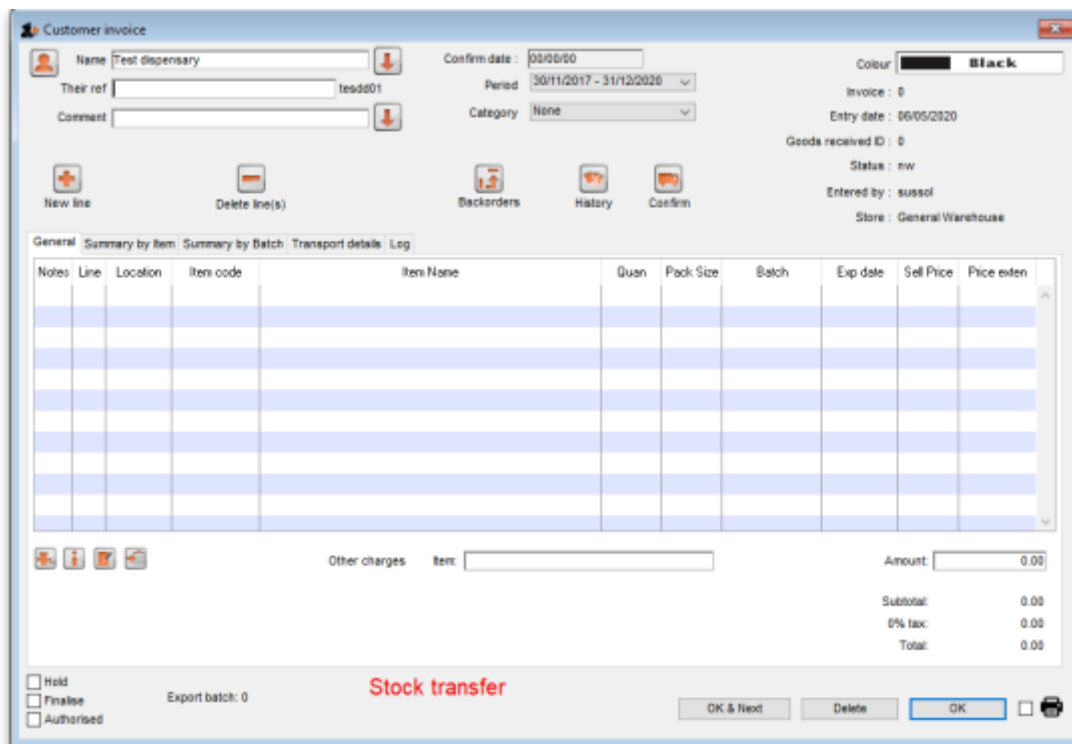 Customer invoice
Name Test dispensary
Their ref tesdd01
Comment
Confirm date : 00/00/00
Period 30/11/2017 - 31/12/2020
Category None
Colour Black
Invoice : 0
Entry date : 06/05/2020
Goods received ID : 0
Status : nw
Entered by : sussol
Store : General Warehouse
New line Delete line(s) Backorders History Confirm
General Summary by Item Summary by Batch Transport details Log
Notes Line Location Item code Item Name Quan Pack Size Batch Exp date Sell Price Price exten
Other charges Item: Amount: 0.00
Subtotal: 0.00
0% tax: 0.00
Total: 0.00
Hold
Finalise
Authorised
Export batch: 0
Stock transfer
OK & Next Delete OK